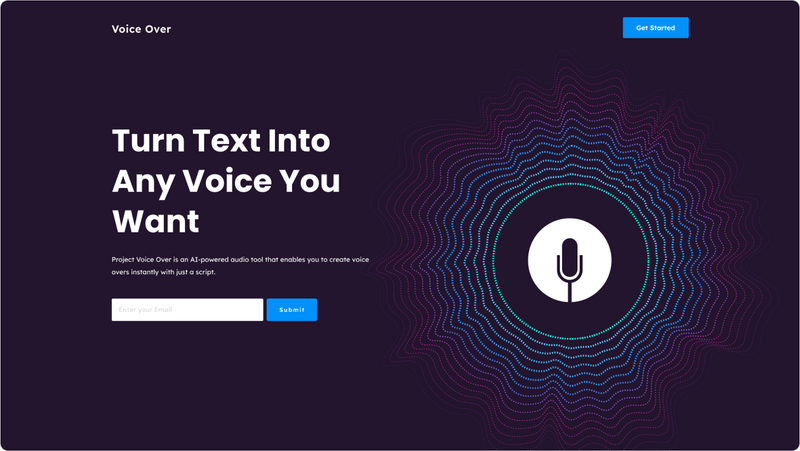 Voice Over
Get Started
Turn Text Into
Any Voice You
Want
Project Voice Over is an AI-powered audio tool that enables you to create voice
overs instantly with just a script.
Enter your Email
Submit